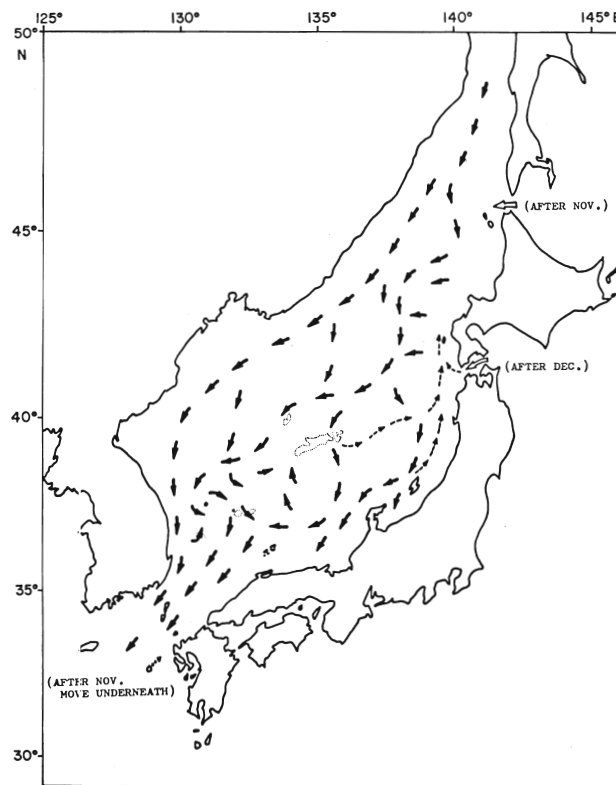 125° 130° 135° 140° 145° E
50°
N
(AFTER NOV.)
45°
(AFTER DEC.)
40°
35°
(AFTER NOV.
MOVE UNDERNEATH)
30°